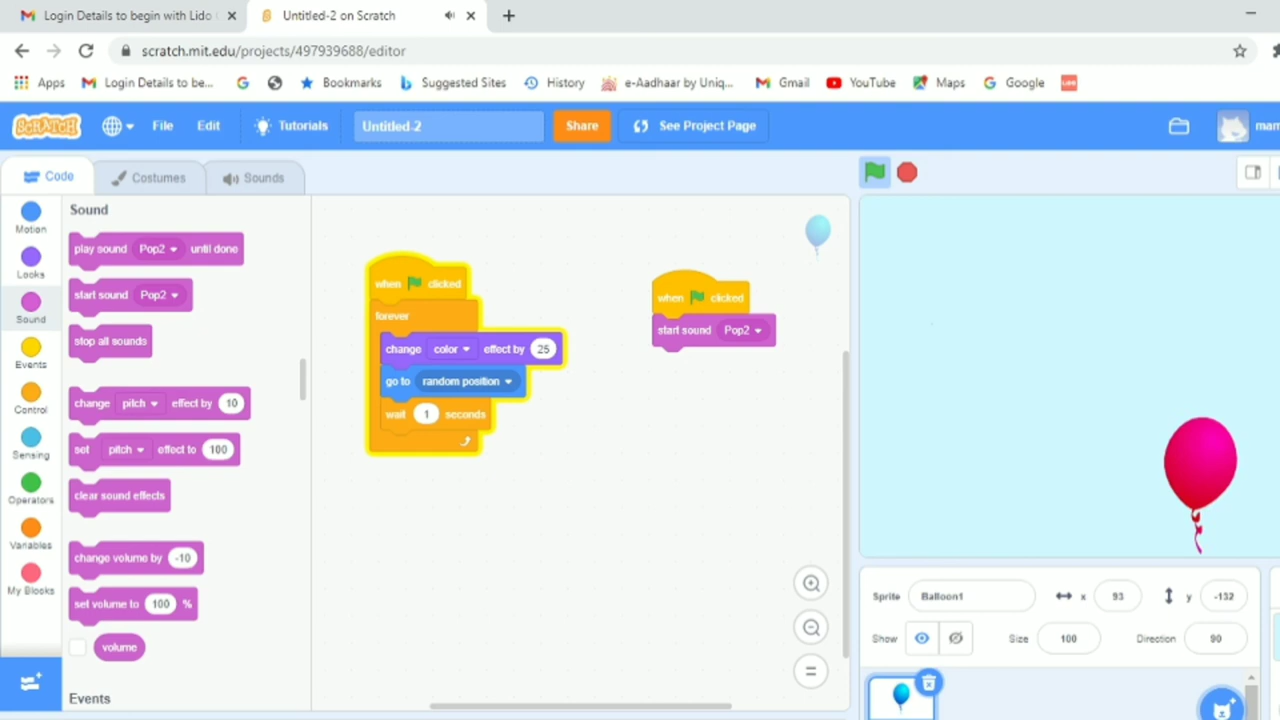 Login Details to begin with Lido
Untitled-2 on Scratch
scratch.mit.edu/projects/497939688/editor
Apps
Login Details to be...
Bookmarks
Suggested Sites
History
e-Aadhaar by Uniq...
Gmail
YouTube
Maps
Google
SCRATCH
File
Edit
Tutorials
Untitled-2
Share
See Project Page
Code
Costumes
Sounds
Motion
Looks
Sound
Events
Control
Sensing
Operators
Variables
My Blocks
Sound
play sound Pop2 until done
start sound Pop2
stop all sounds
change pitch effect by 10
set pitch effect to 100
clear sound effects
change volume by -10
set volume to 100 %
volume
Events
when clicked
forever
change color effect by 25
go to random position
wait 1 seconds
when clicked
start sound Pop2
Sprite Balloon1 x 93 y -132
Show Size 100 Direction 90